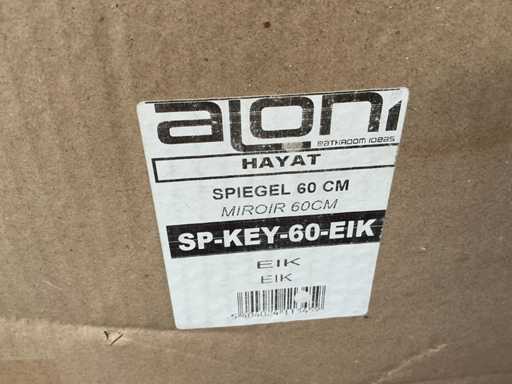 aLoni
BATHROOM IDEAS
HAYAT
SPIEGEL 60 CM
MIROIR 60CM
SP-KEY-60-EIK
EIK
EIK